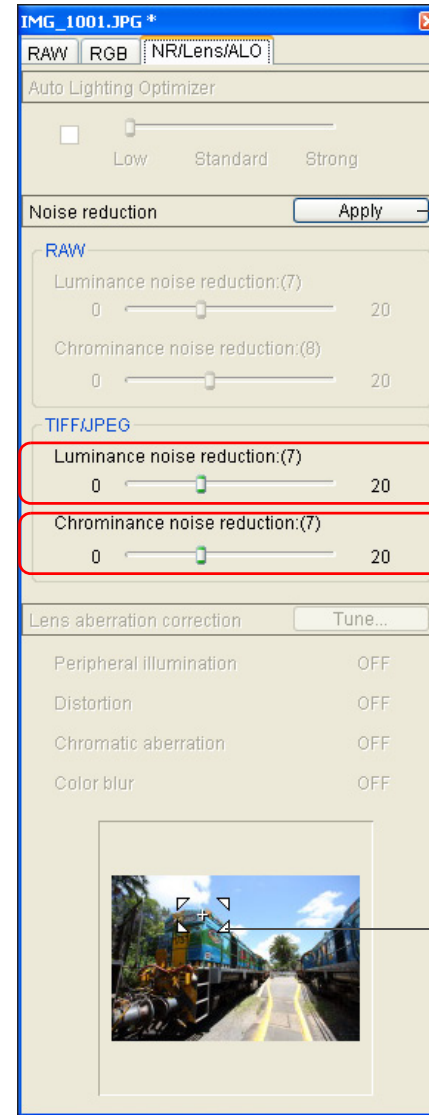 IMG_1001.JPG *
RAW RGB NR/Lens/ALO
Auto Lighting Optimizer
Low Standard Strong
Noise reduction Apply
RAW
Luminance noise reduction:(7)
0 20
Chrominance noise reduction:(8)
0 20
TIFF/JPEG
Luminance noise reduction:(7)
0 20
Chrominance noise reduction:(7)
0 20
Lens aberration correction Tune...
Peripheral illumination OFF
Distortion OFF
Chromatic aberration OFF
Color blur OFF